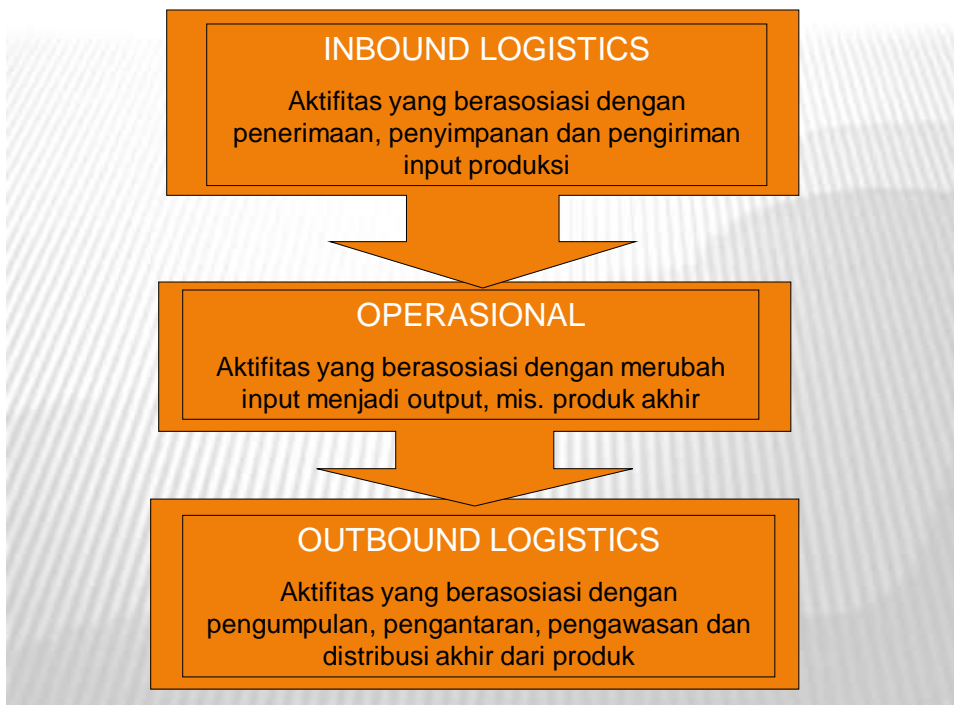 INBOUND LOGISTICS
Aktifitas yang berasosiasi dengan
penerimaan, penyimpanan dan pengiriman
input produksi
OPERASIONAL
Aktifitas yang berasosiasi dengan merubah
input menjadi output, mis. produk akhir
OUTBOUND LOGISTICS
Aktifitas yang berasosiasi dengan
pengumpulan, pengantaran, pengawasan dan
distribusi akhir dari produk